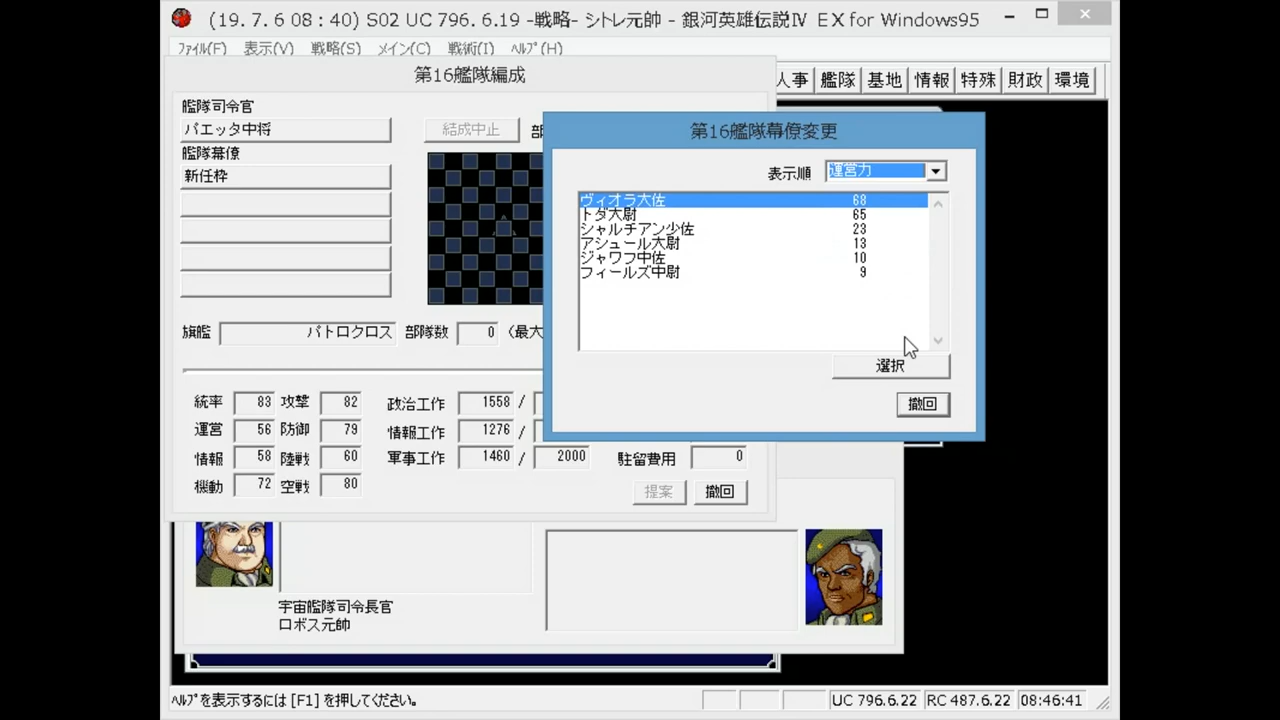 (19. 7. 6 08 : 40) S02 UC 796. 6.19 -戦略- シトレ元帥 - 銀河英雄伝説Ⅳ EX for Windows95
ﾌｧｲﾙ(F) 表示(V) 戦略(S) メイン(C) 戦術(I) ﾍﾙﾌﾟ(H)
第16艦隊編成
人事 艦隊 基地 情報 特殊 財政 環境
艦隊司令官
パエッタ中将
結成中止
艦隊幕僚
新任枠
第16艦隊幕僚変更
表示順 運営力
ヴィオラ大佐 68
トダ大尉 65
シャルチアン少佐 23
アシュール大尉 13
ジャワフ中佐 10
フィールズ中尉 9
選択
撤回
旗艦 パトロクロス 部隊数 0 (最大
統率 83 攻撃 82 政治工作 1558 /
運営 56 防御 79 情報工作 1276 /
情報 58 陸戦 60 軍事工作 1460 / 2000 駐留費用 0
機動 72 空戦 80
提案 撤回
宇宙艦隊司令長官
ロボス元帥
ﾍﾙﾌﾟを表示するには [F1] を押してください。
UC 796.6.22 RC 487.6.22 08:46:41